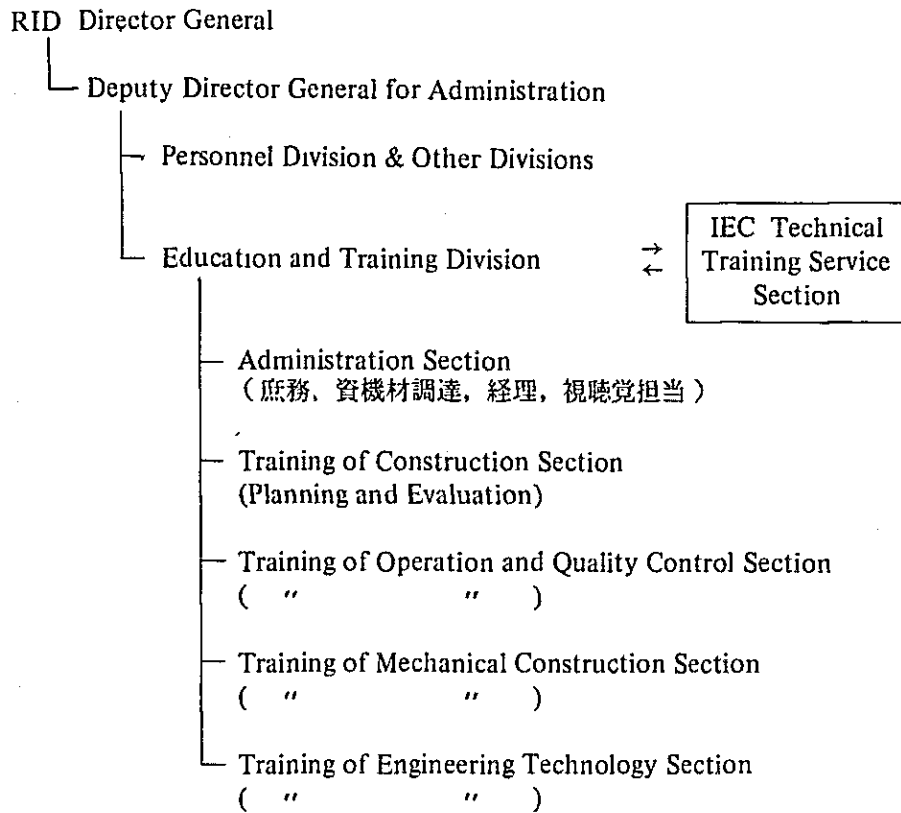 RID Director General
Deputy Director General for Administration
Personnel Division & Other Divisions
Education and Training Division
→
←
IEC Technical
Training Service
Section
Administration Section
（庶務、資機材調達，経理，視聴覚担当）
Training of Construction Section
(Planning and Evaluation)
Training of Operation and Quality Control Section
( 〃 〃 )
Training of Mechanical Construction Section
( 〃 〃 )
Training of Engineering Technology Section
( 〃 〃 )